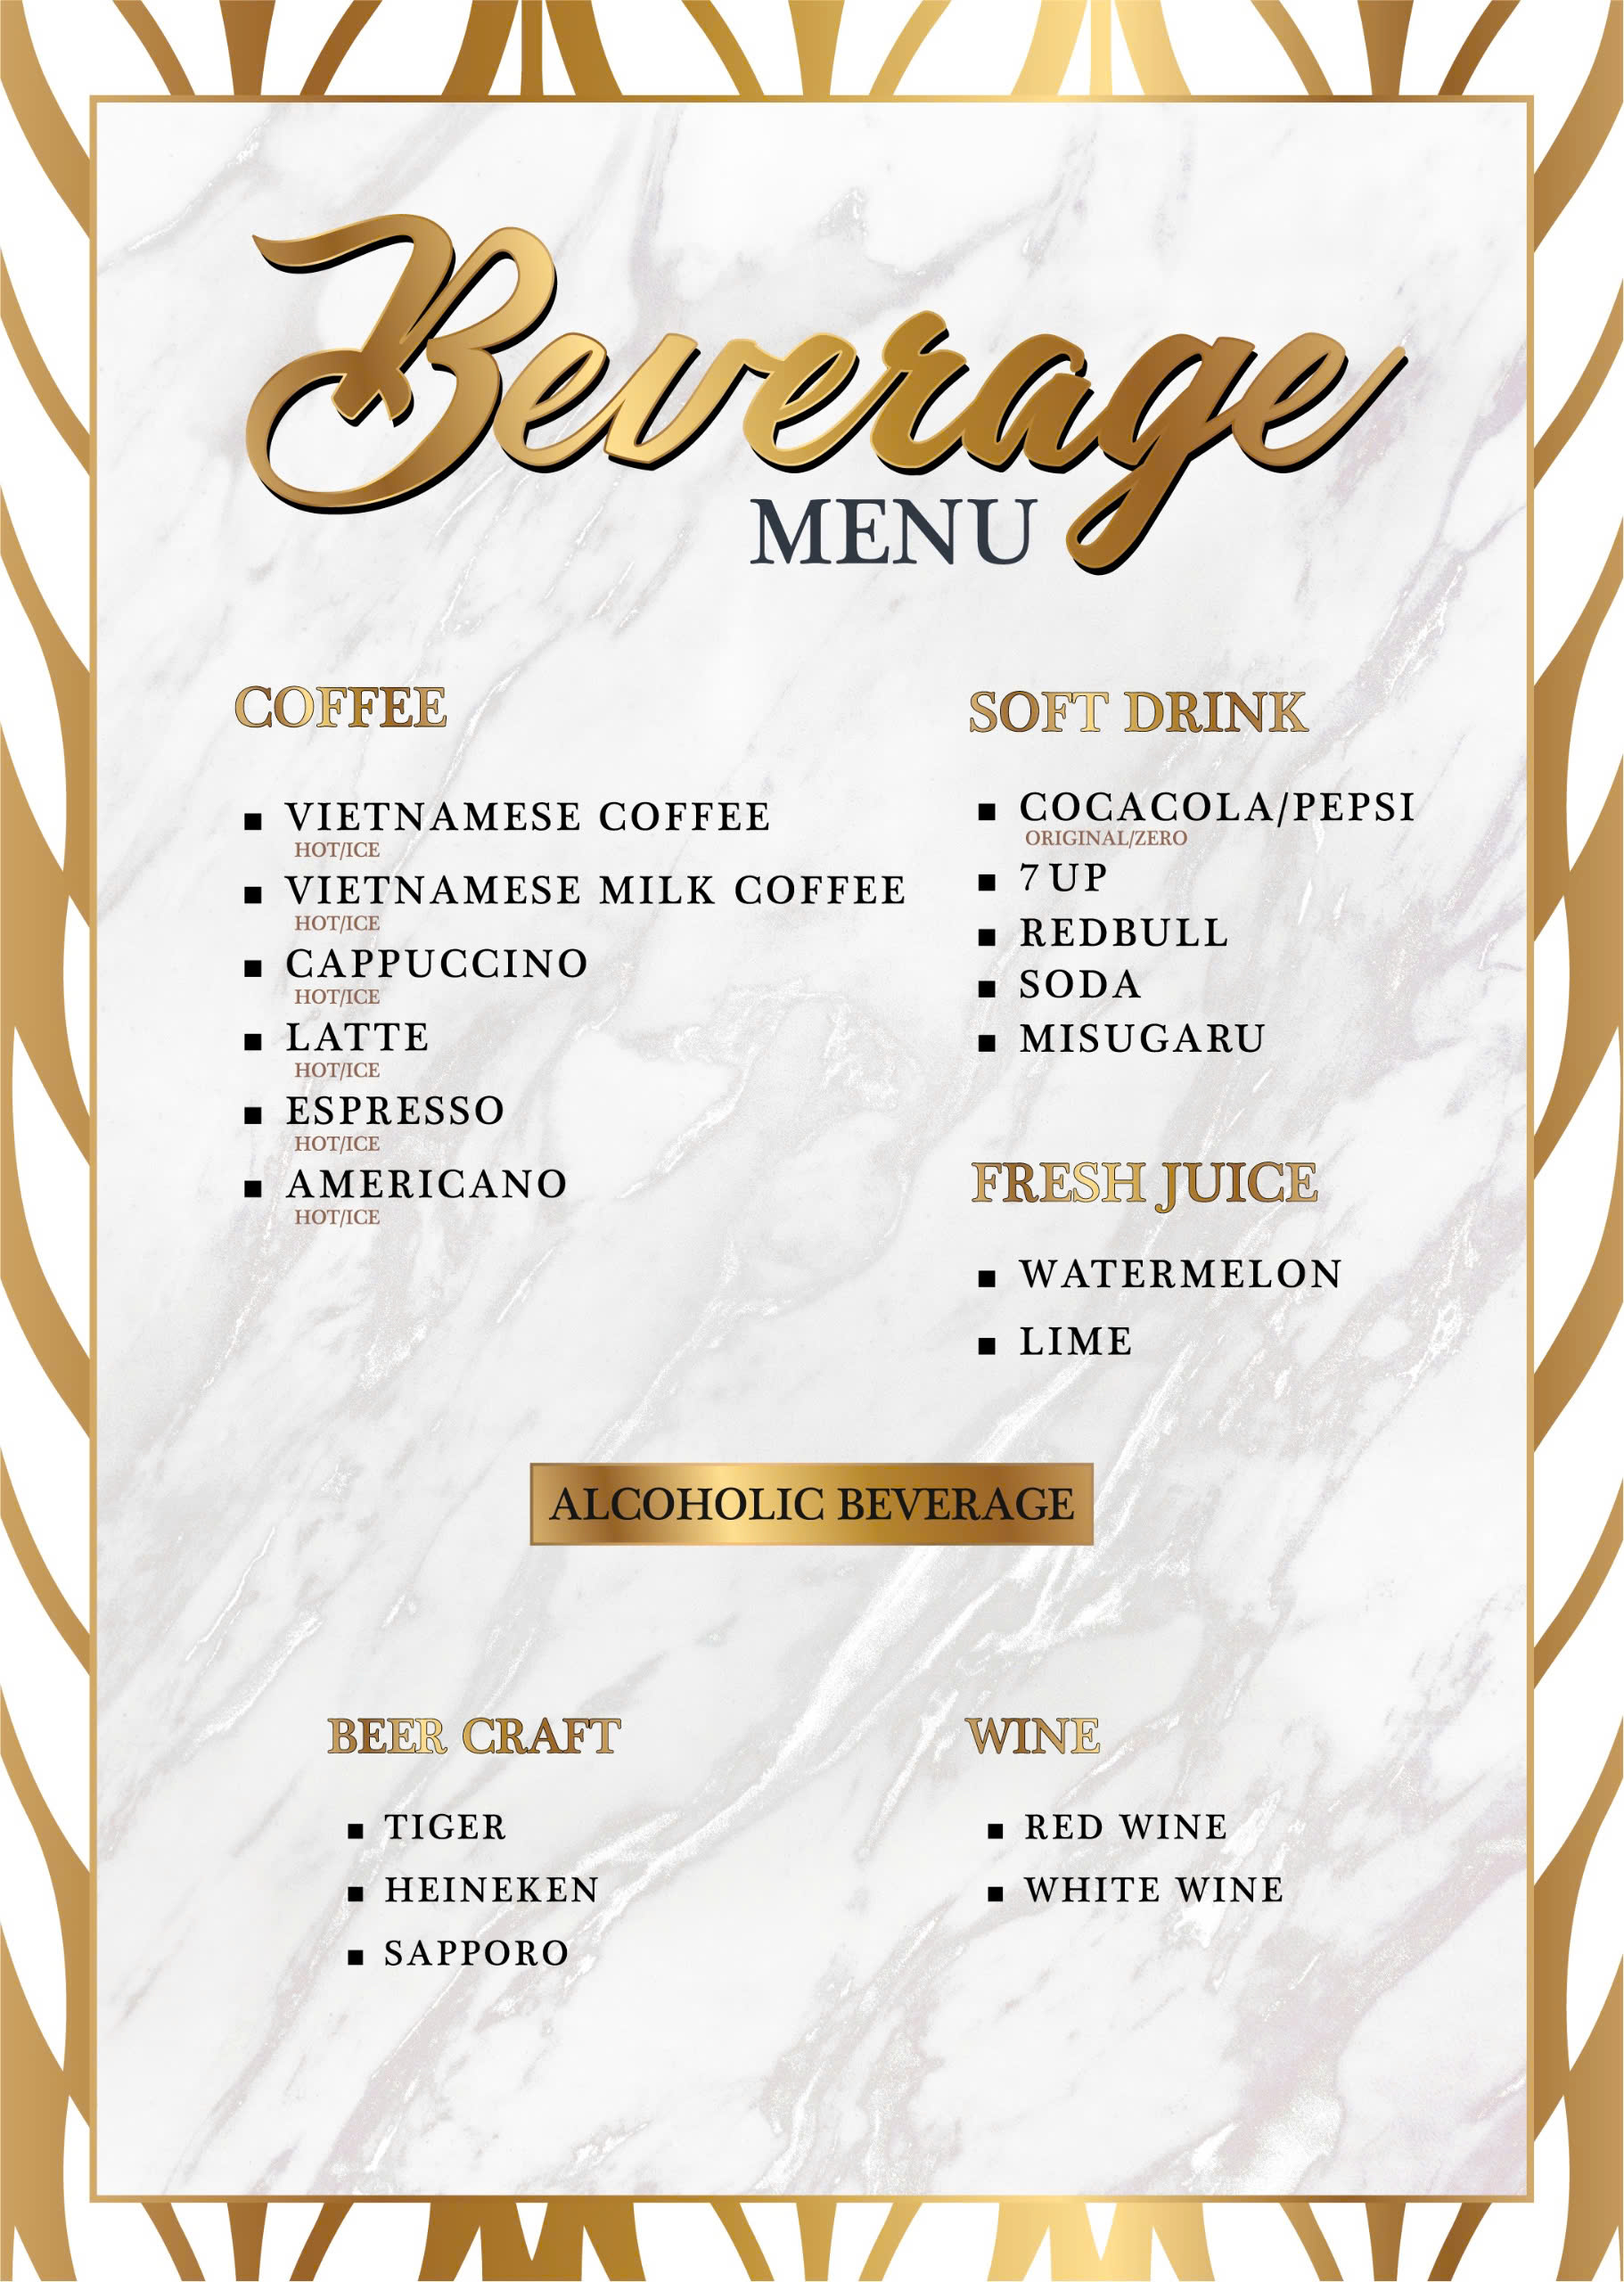 Beverage
MENU
COFFEE
▪ VIETNAMESE COFFEE
HOT/ICE
▪ VIETNAMESE MILK COFFEE
HOT/ICE
▪ CAPPUCCINO
HOT/ICE
▪ LATTE
HOT/ICE
▪ ESPRESSO
HOT/ICE
▪ AMERICANO
HOT/ICE
SOFT DRINK
▪ COCACOLA/PEPSI
ORIGINAL/ZERO
▪ 7 UP
▪ REDBULL
▪ SODA
▪ MISUGARU
FRESH JUICE
▪ WATERMELON
▪ LIME
ALCOHOLIC BEVERAGE
BEER CRAFT
▪ TIGER
▪ HEINEKEN
▪ SAPPORO
WINE
▪ RED WINE
▪ WHITE WINE